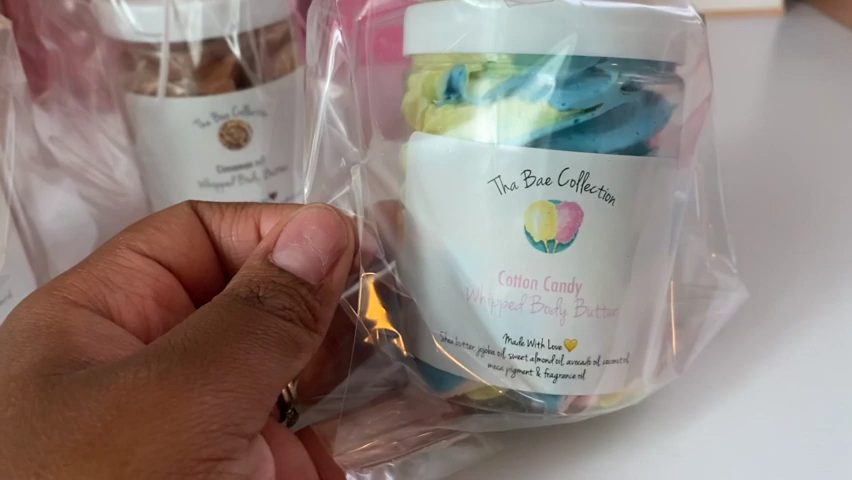 Tha Bae Collection
Whipped Body Butter
Tha Bae Collection
Cotton Candy
Whipped Body Butter
Made With Love 💛
Shea butter, jojoba oil, sweet almond oil, avocado oil, coconut oil,
meca pigment & fragrance oil